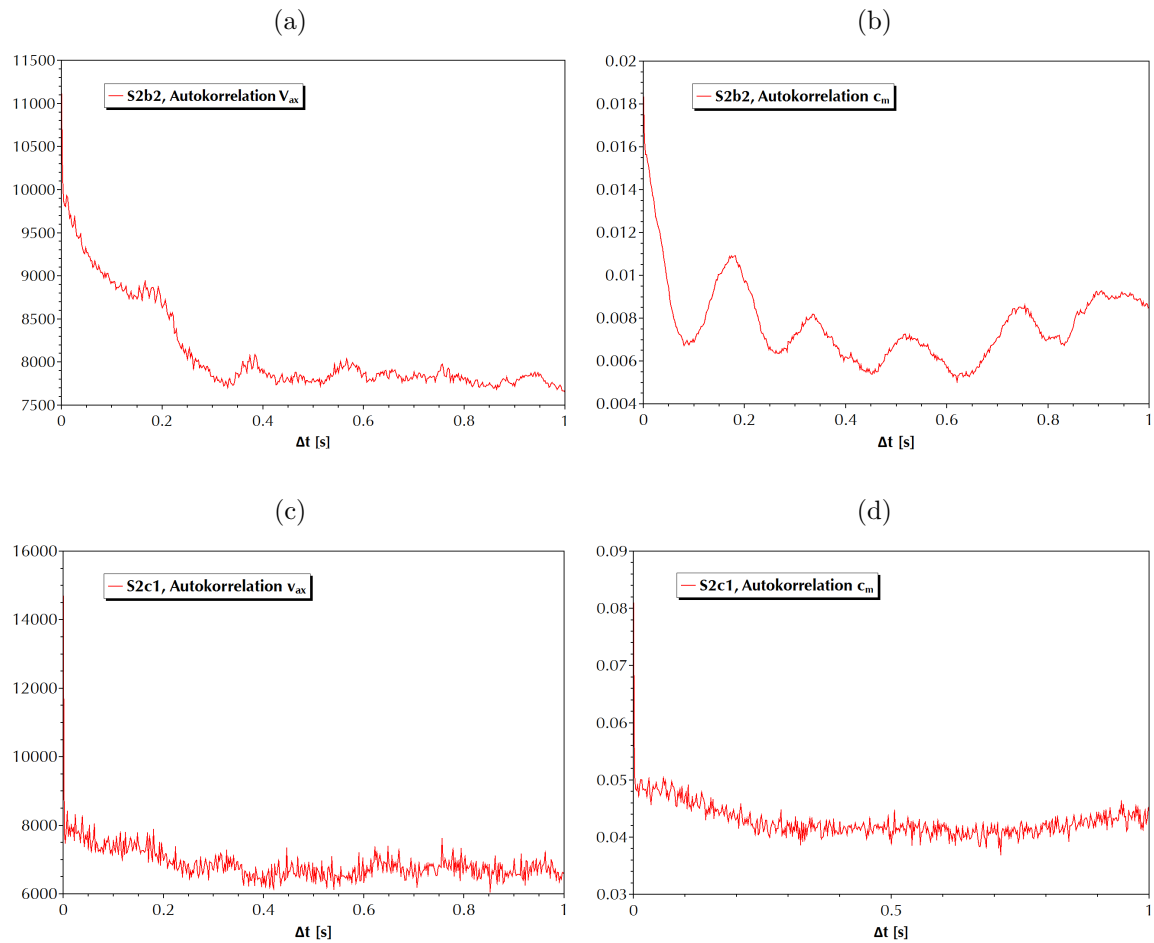 (a)
11500
11000
10500
10000
9500
9000
8500
8000
7500
S2b2, Autokorrelation Vax
0 0.2 0.4 0.6 0.8 1
Δt [s]
(b)
0.02
0.018
0.016
0.014
0.012
0.01
0.008
0.006
0.004
S2b2, Autokorrelation cm
0 0.2 0.4 0.6 0.8 1
Δt [s]
(c)
16000
14000
12000
10000
8000
6000
S2c1, Autokorrelation vax
0 0.2 0.4 0.6 0.8 1
Δt [s]
(d)
0.09
0.08
0.07
0.06
0.05
0.04
0.03
S2c1, Autokorrelation cm
0 0.5 1
Δt [s]